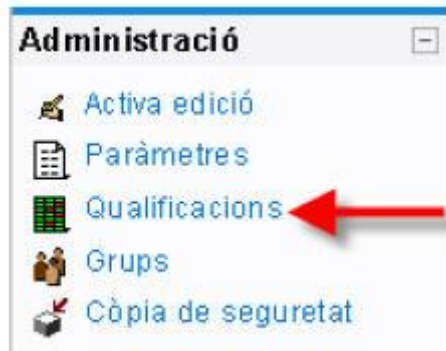 Administració
Activa edició
Paràmetres
Qualificacions
Grups
Còpia de seguretat